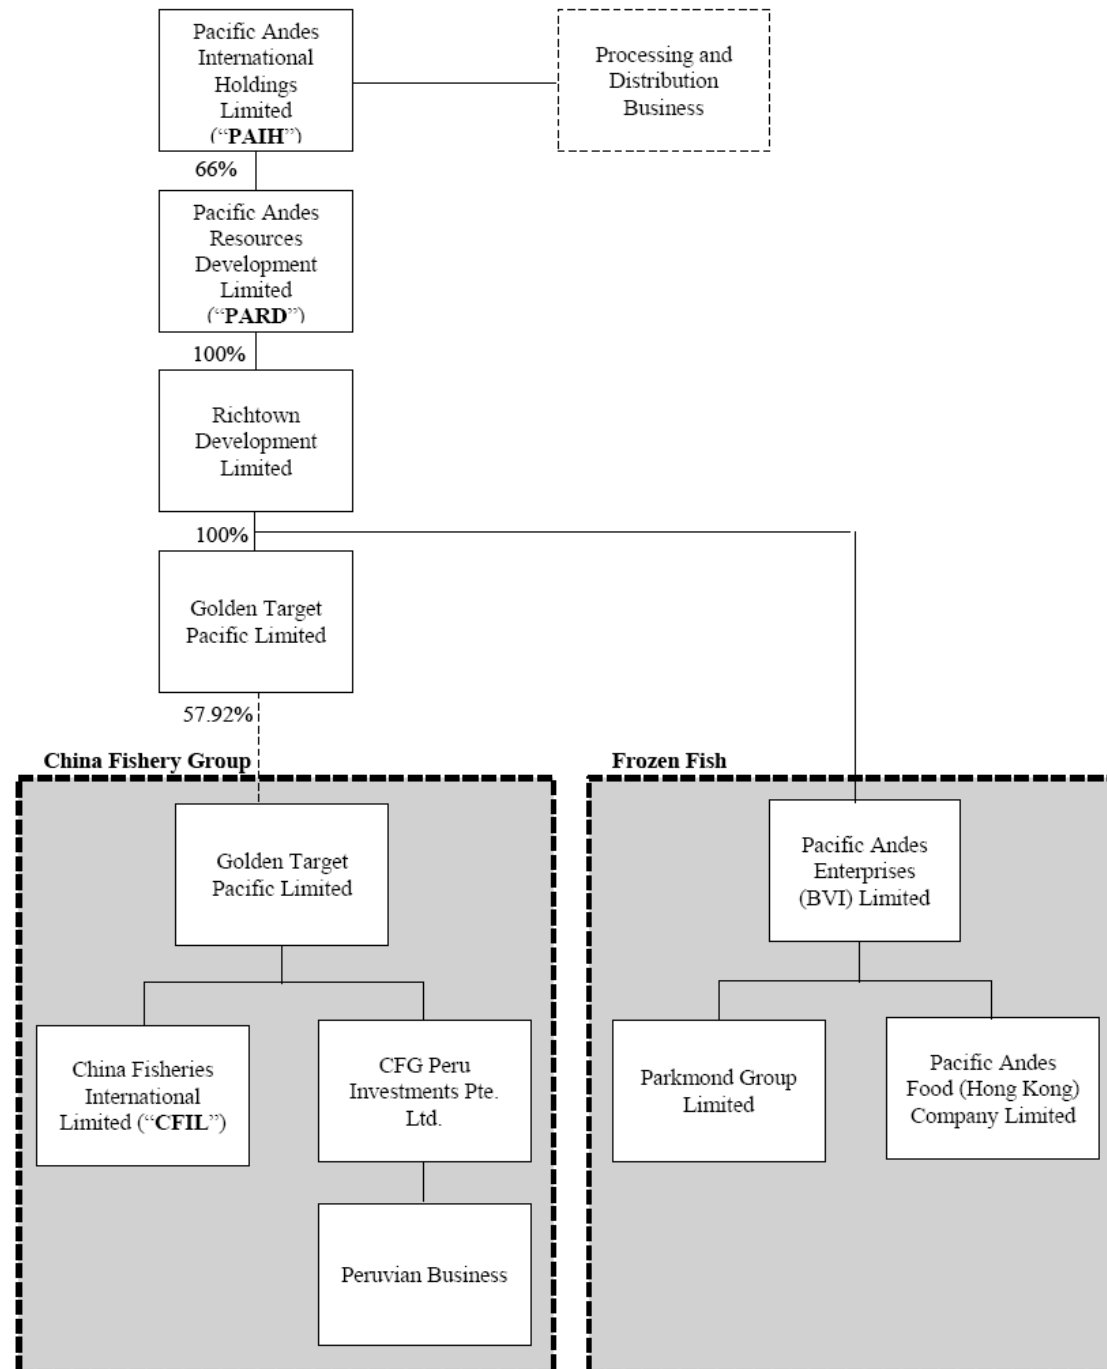 Pacific Andes
International
Holdings
Limited
(“PAIH”)
Processing and
Distribution
Business
66%
Pacific Andes
Resources
Development
Limited
(“PARD”)
100%
Richtown
Development
Limited
100%
Golden Target
Pacific Limited
57.92%
China Fishery Group
Golden Target
Pacific Limited
China Fisheries
International
Limited (“CFIL”)
CFG Peru
Investments Pte.
Ltd.
Peruvian Business
Frozen Fish
Pacific Andes
Enterprises
(BVI) Limited
Parkmond Group
Limited
Pacific Andes
Food (Hong Kong)
Company Limited